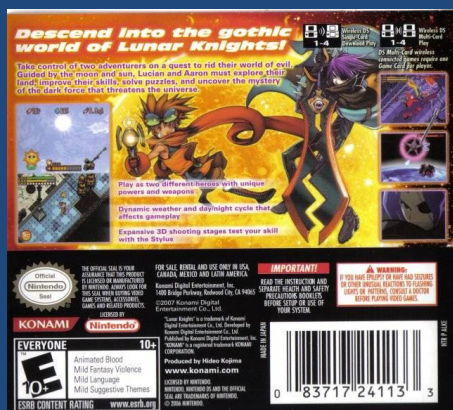 Descend into the gothic
world of Lunar Knights!
Take control of two adventurers on a quest to rid their world of evil.
Guided by the moon and sun, Lucian and Aaron must explore their
land, improve their skills, solve puzzles, and uncover the mystery
of the dark force that threatens the universe.
Wireless DS
Single-Card
Download Play
1-4
Wireless DS
Multi-Card
Play
1-4
DS Multi-Card wireless
connected games require one
Game Card per player.
Play as two different heroes with unique
powers and weapons
Dynamic weather and day/night cycle that
affects gameplay
Expansive 3D shooting stages test your skill
with the Stylus
Official
Nintendo
Seal
THE OFFICIAL SEAL IS YOUR
ASSURANCE THAT THIS PRODUCT
IS LICENSED OR MANUFACTURED
BY NINTENDO. ALWAYS LOOK FOR
THIS SEAL WHEN BUYING VIDEO
GAME SYSTEMS, ACCESSORIES,
GAMES AND RELATED PRODUCTS.
LICENSED BY
Nintendo
KONAMI
EVERYONE 10+
E
10+
Animated Blood
Mild Fantasy Violence
Mild Language
Mild Suggestive Themes
ESRB CONTENT RATING www.esrb.org
FOR SALE, RENTAL AND USE ONLY IN USA,
CANADA, MEXICO AND LATIN AMERICA.
Konami Digital Entertainment, Inc.
1400 Bridge Parkway, Redwood City, CA 94065
©2007 Konami Digital
Entertainment Co., Ltd.
"Lunar Knights" is a trademark of Konami
Digital Entertainment Co., Ltd. Developed by
Konami Digital Entertainment Co., Ltd.
Published by Konami Digital Entertainment, Inc.
"KONAMI" is a registered trademark KONAMI
CORPORATION.
Produced by Hideo Kojima
www.konami.com
LICENSED BY NINTENDO.
NINTENDO, NINTENDO DS AND THE OFFICIAL
SEAL ARE TRADEMARKS OF NINTENDO.
© 2006 NINTENDO.
MADE IN JAPAN
IMPORTANT!
READ THE INSTRUCTION AND
SEPARATE HEALTH AND SAFETY
PRECAUTIONS BOOKLETS
BEFORE SETUP OR USE OF
YOUR SYSTEM.
WARNING:
IF YOU HAVE EPILEPSY OR HAVE HAD SEIZURES
OR OTHER UNUSUAL REACTIONS TO FLASHING
LIGHTS OR PATTERNS, CONSULT A DOCTOR
BEFORE PLAYING VIDEO GAMES.
0 83717 24113 3